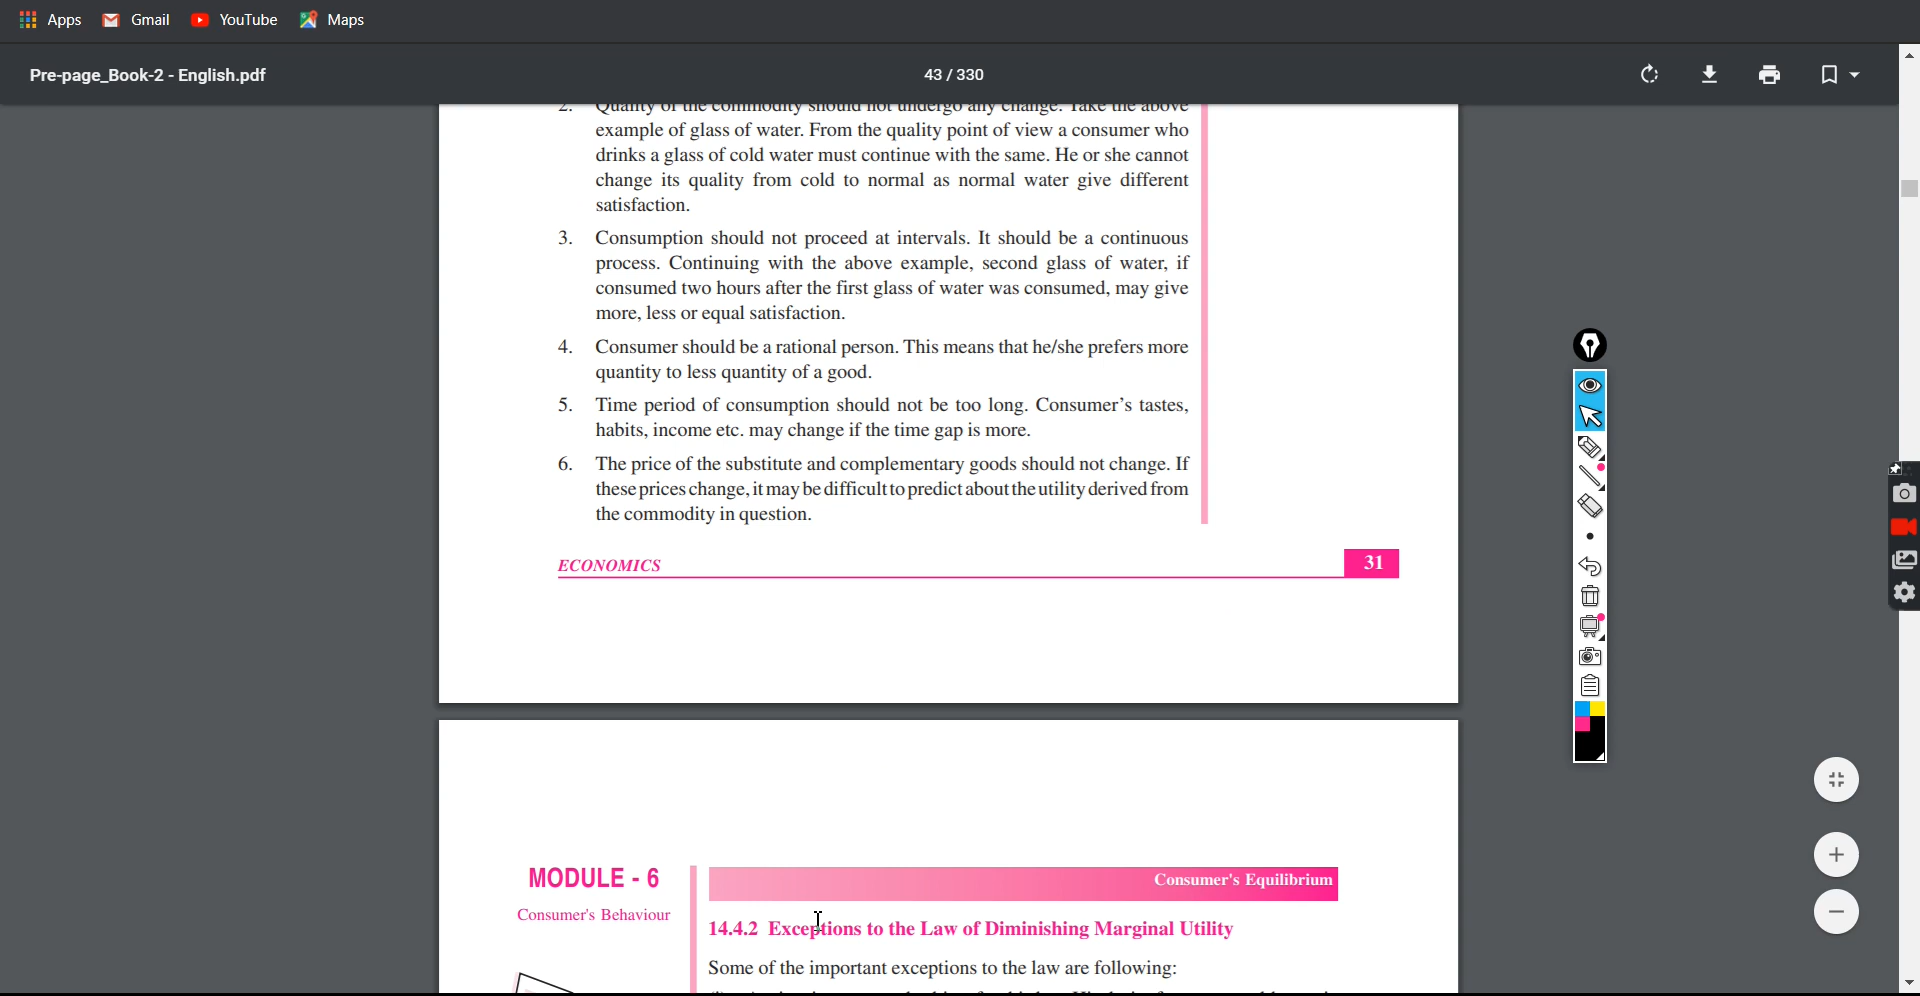 Apps Gmail YouTube Maps
Pre-page_Book-2 - English.pdf 43 / 330
2. Quality of the commodity should not undergo any change. Take the above
example of glass of water. From the quality point of view a consumer who
drinks a glass of cold water must continue with the same. He or she cannot
change its quality from cold to normal as normal water give different
satisfaction.
3. Consumption should not proceed at intervals. It should be a continuous
process. Continuing with the above example, second glass of water, if
consumed two hours after the first glass of water was consumed, may give
more, less or equal satisfaction.
4. Consumer should be a rational person. This means that he/she prefers more
quantity to less quantity of a good.
5. Time period of consumption should not be too long. Consumer's tastes,
habits, income etc. may change if the time gap is more.
6. The price of the substitute and complementary goods should not change. If
these prices change, it may be difficult to predict about the utility derived from
the commodity in question.
ECONOMICS 31
MODULE - 6
Consumer's Equilibrium
Consumer's Behaviour
14.4.2 Exceptions to the Law of Diminishing Marginal Utility
Some of the important exceptions to the law are following: